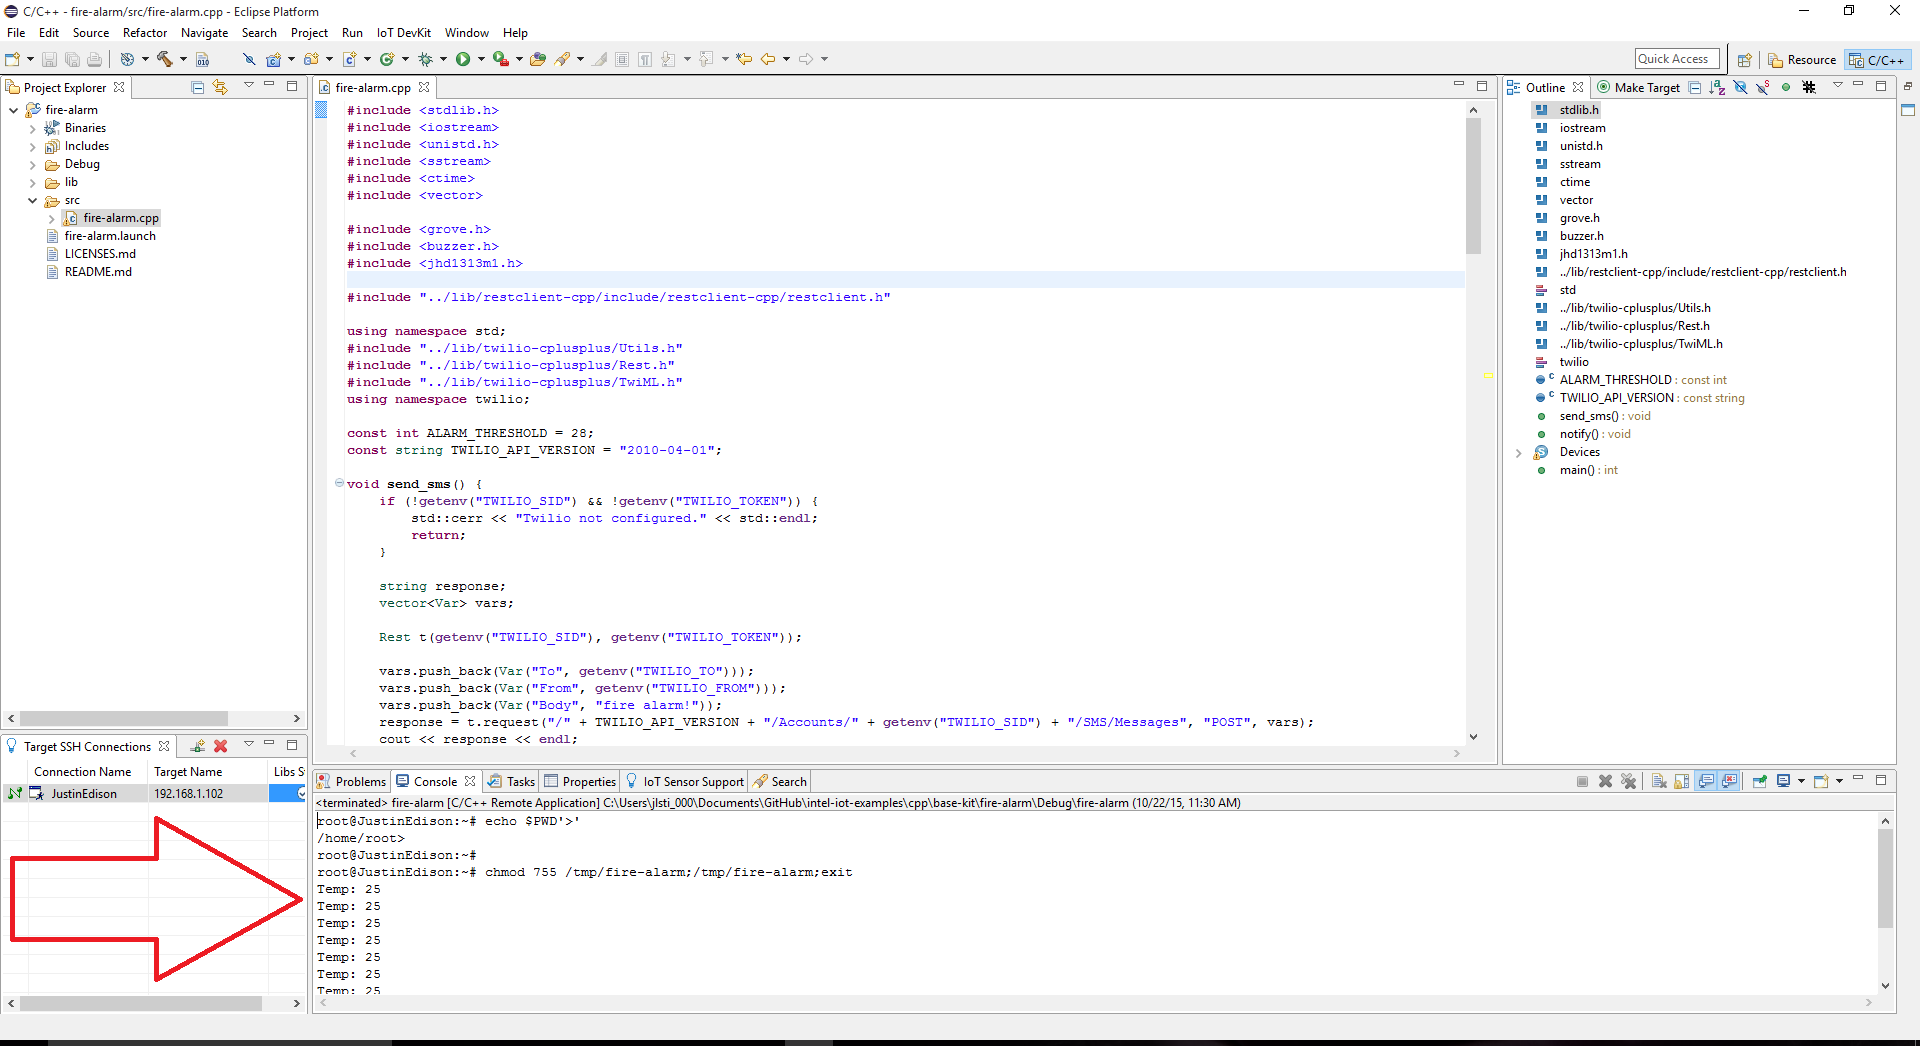 C/C++ - fire-alarm/src/fire-alarm.cpp - Eclipse Platform
File Edit Source Refactor Navigate Search Project Run IoT DevKit Window Help
Quick Access
Resource
C/C++
Project Explorer
fire-alarm
Binaries
Includes
Debug
lib
src
fire-alarm.cpp
fire-alarm.launch
LICENSES.md
README.md
fire-alarm.cpp
#include <stdlib.h>
#include <iostream>
#include <unistd.h>
#include <sstream>
#include <ctime>
#include <vector>
#include <grove.h>
#include <buzzer.h>
#include <jhd1313m1.h>
#include "../lib/restclient-cpp/include/restclient-cpp/restclient.h"
using namespace std;
#include "../lib/twilio-cplusplus/Utils.h"
#include "../lib/twilio-cplusplus/Rest.h"
#include "../lib/twilio-cplusplus/TwiML.h"
using namespace twilio;
const int ALARM_THRESHOLD = 28;
const string TWILIO_API_VERSION = "2010-04-01";
void send_sms() {
if (!getenv("TWILIO_SID") && !getenv("TWILIO_TOKEN")) {
std::cerr << "Twilio not configured." << std::endl;
return;
}
string response;
vector<Var> vars;
Rest t(getenv("TWILIO_SID"), getenv("TWILIO_TOKEN"));
vars.push_back(Var("To", getenv("TWILIO_TO")));
vars.push_back(Var("From", getenv("TWILIO_FROM")));
vars.push_back(Var("Body", "fire alarm!"));
response = t.request("/" + TWILIO_API_VERSION + "/Accounts/" + getenv("TWILIO_SID") + "/SMS/Messages", "POST", vars);
cout << response << endl;
Outline
Make Target
stdlib.h
iostream
unistd.h
sstream
ctime
vector
grove.h
buzzer.h
jhd1313m1.h
../lib/restclient-cpp/include/restclient-cpp/restclient.h
std
../lib/twilio-cplusplus/Utils.h
../lib/twilio-cplusplus/Rest.h
../lib/twilio-cplusplus/TwiML.h
twilio
ALARM_THRESHOLD : const int
TWILIO_API_VERSION : const string
send_sms() : void
notify() : void
Devices
main() : int
Target SSH Connections
Connection Name Target Name Libs S
JustinEdison 192.168.1.102
Problems Console Tasks Properties IoT Sensor Support Search
<terminated> fire-alarm [C/C++ Remote Application] C:\Users\jlsti_000\Documents\GitHub\intel-iot-examples\cpp\base-kit\fire-alarm\Debug\fire-alarm (10/22/15, 11:30 AM)
root@JustinEdison:~# echo $PWD'>'
/home/root>
root@JustinEdison:~#
root@JustinEdison:~# chmod 755 /tmp/fire-alarm;/tmp/fire-alarm;exit
Temp: 25
Temp: 25
Temp: 25
Temp: 25
Temp: 25
Temp: 25
Temp: 25